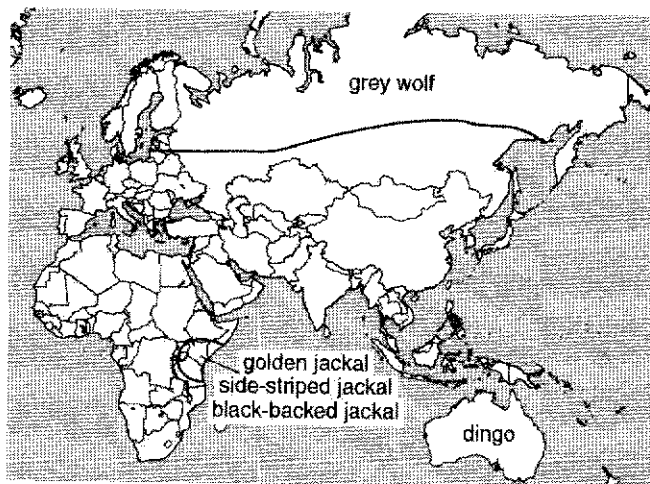 grey wolf
golden jackal
side-striped jackal
black-backed jackal
dingo